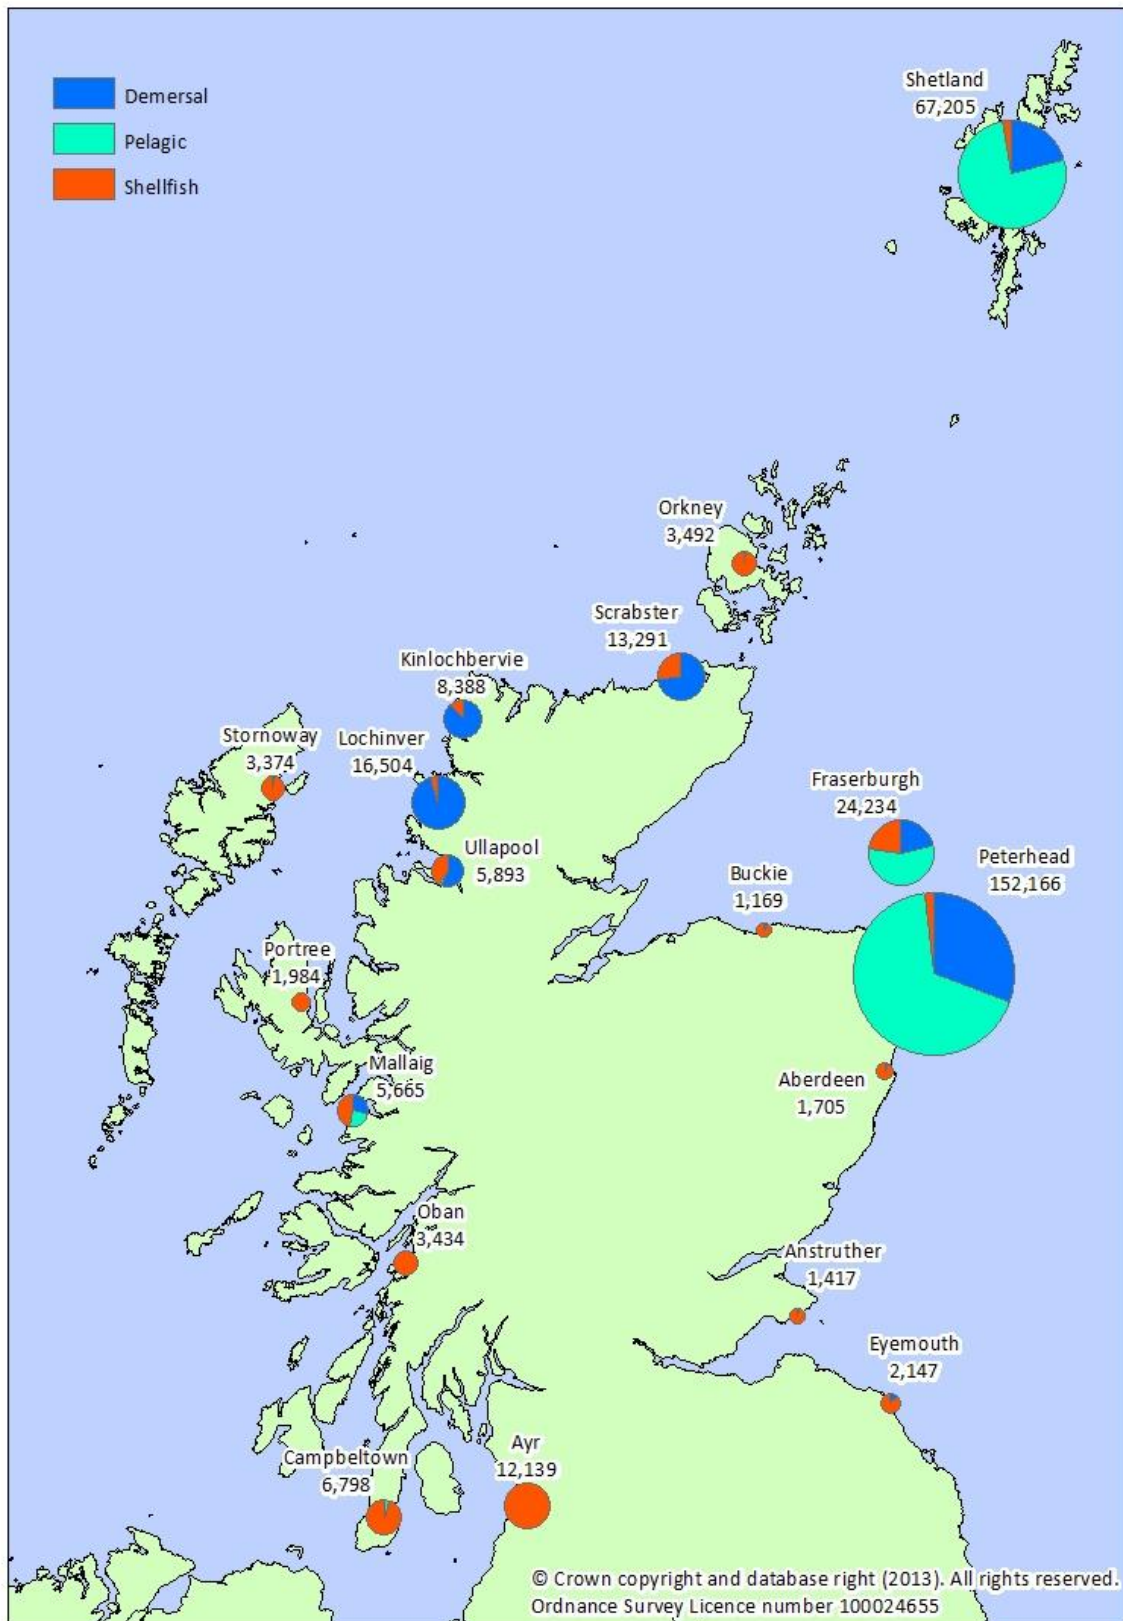 Demersal
Pelagic
Shellfish
Shetland
67,205
Orkney
3,492
Scrabster
13,291
Kinlochbervie
8,388
Stornoway
3,374
Lochinver
16,504
Fraserburgh
24,234
Ullapool
5,893
Peterhead
152,166
Buckie
1,169
Portree
1,984
Mallaig
5,665
Aberdeen
1,705
Oban
3,434
Anstruther
1,417
Eyemouth
2,147
Ayr
12,139
Campbeltown
6,798
© Crown copyright and database right (2013). All rights reserved.
Ordnance Survey Licence number 100024655